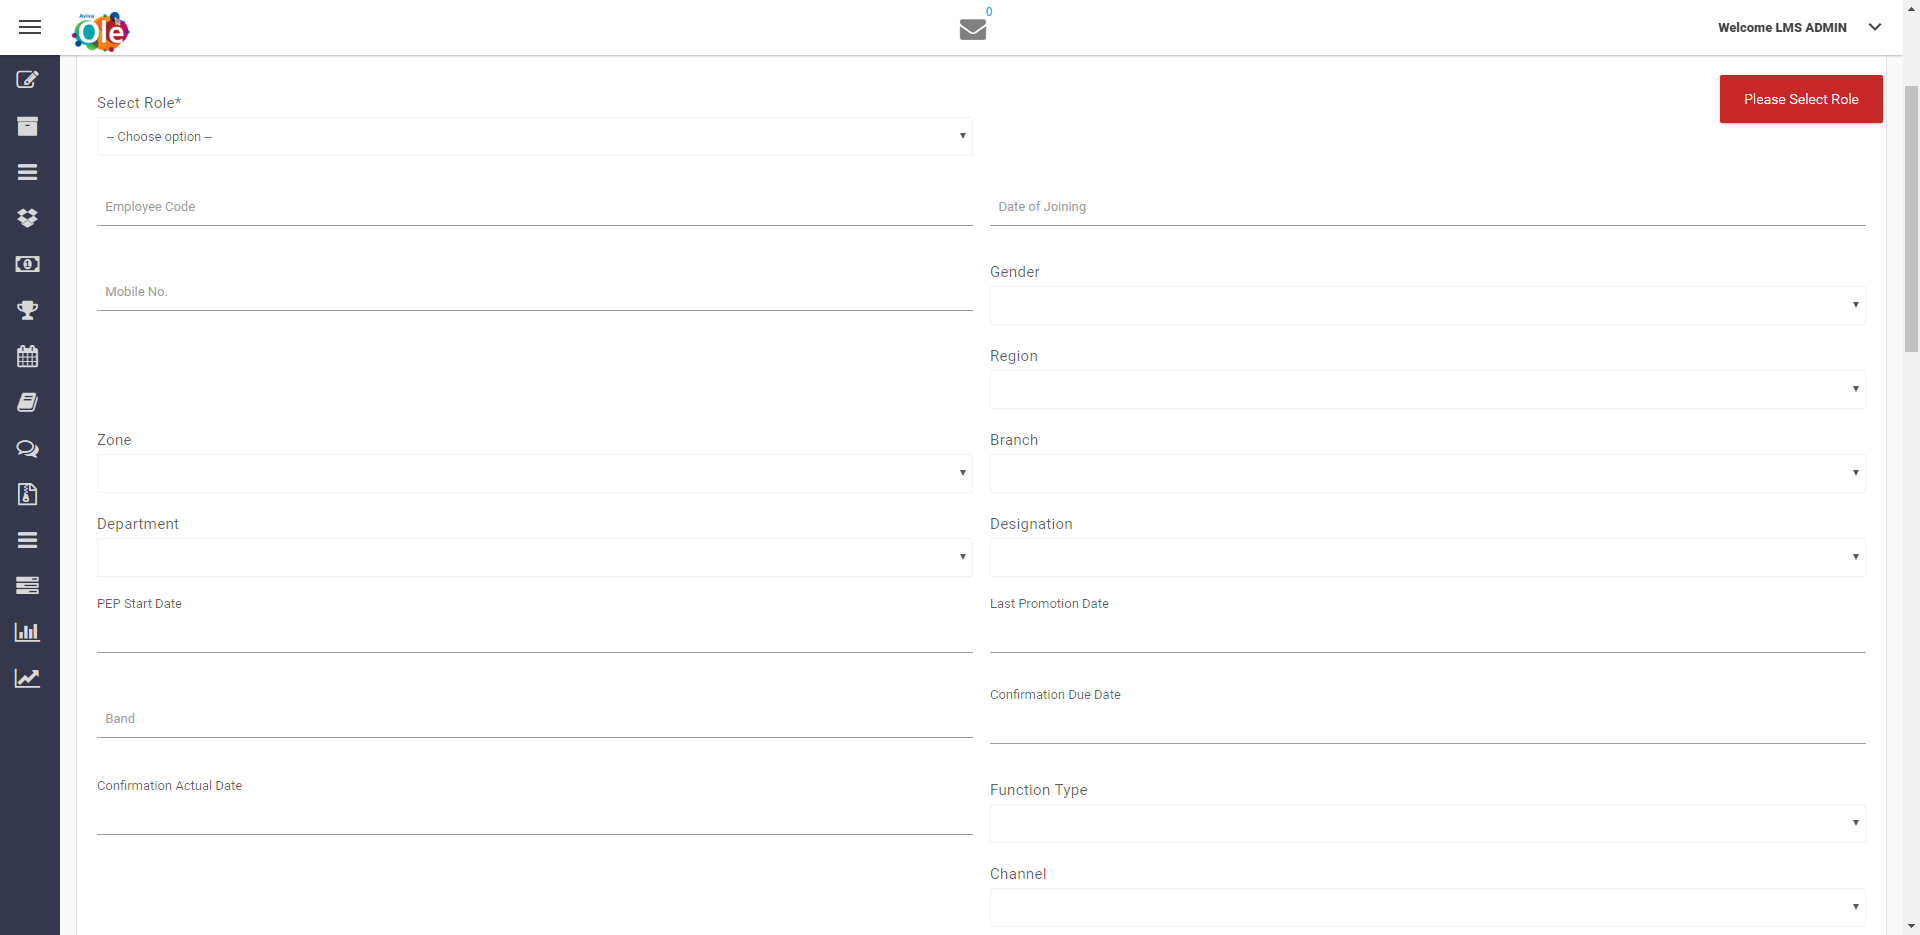 Aviva
Ole
0
Welcome LMS ADMIN
Please Select Role
Select Role*
-- Choose option --
Employee Code
Date of Joining
Mobile No.
Gender
Region
Zone
Branch
Department
Designation
PEP Start Date
Last Promotion Date
Band
Confirmation Due Date
Confirmation Actual Date
Function Type
Channel